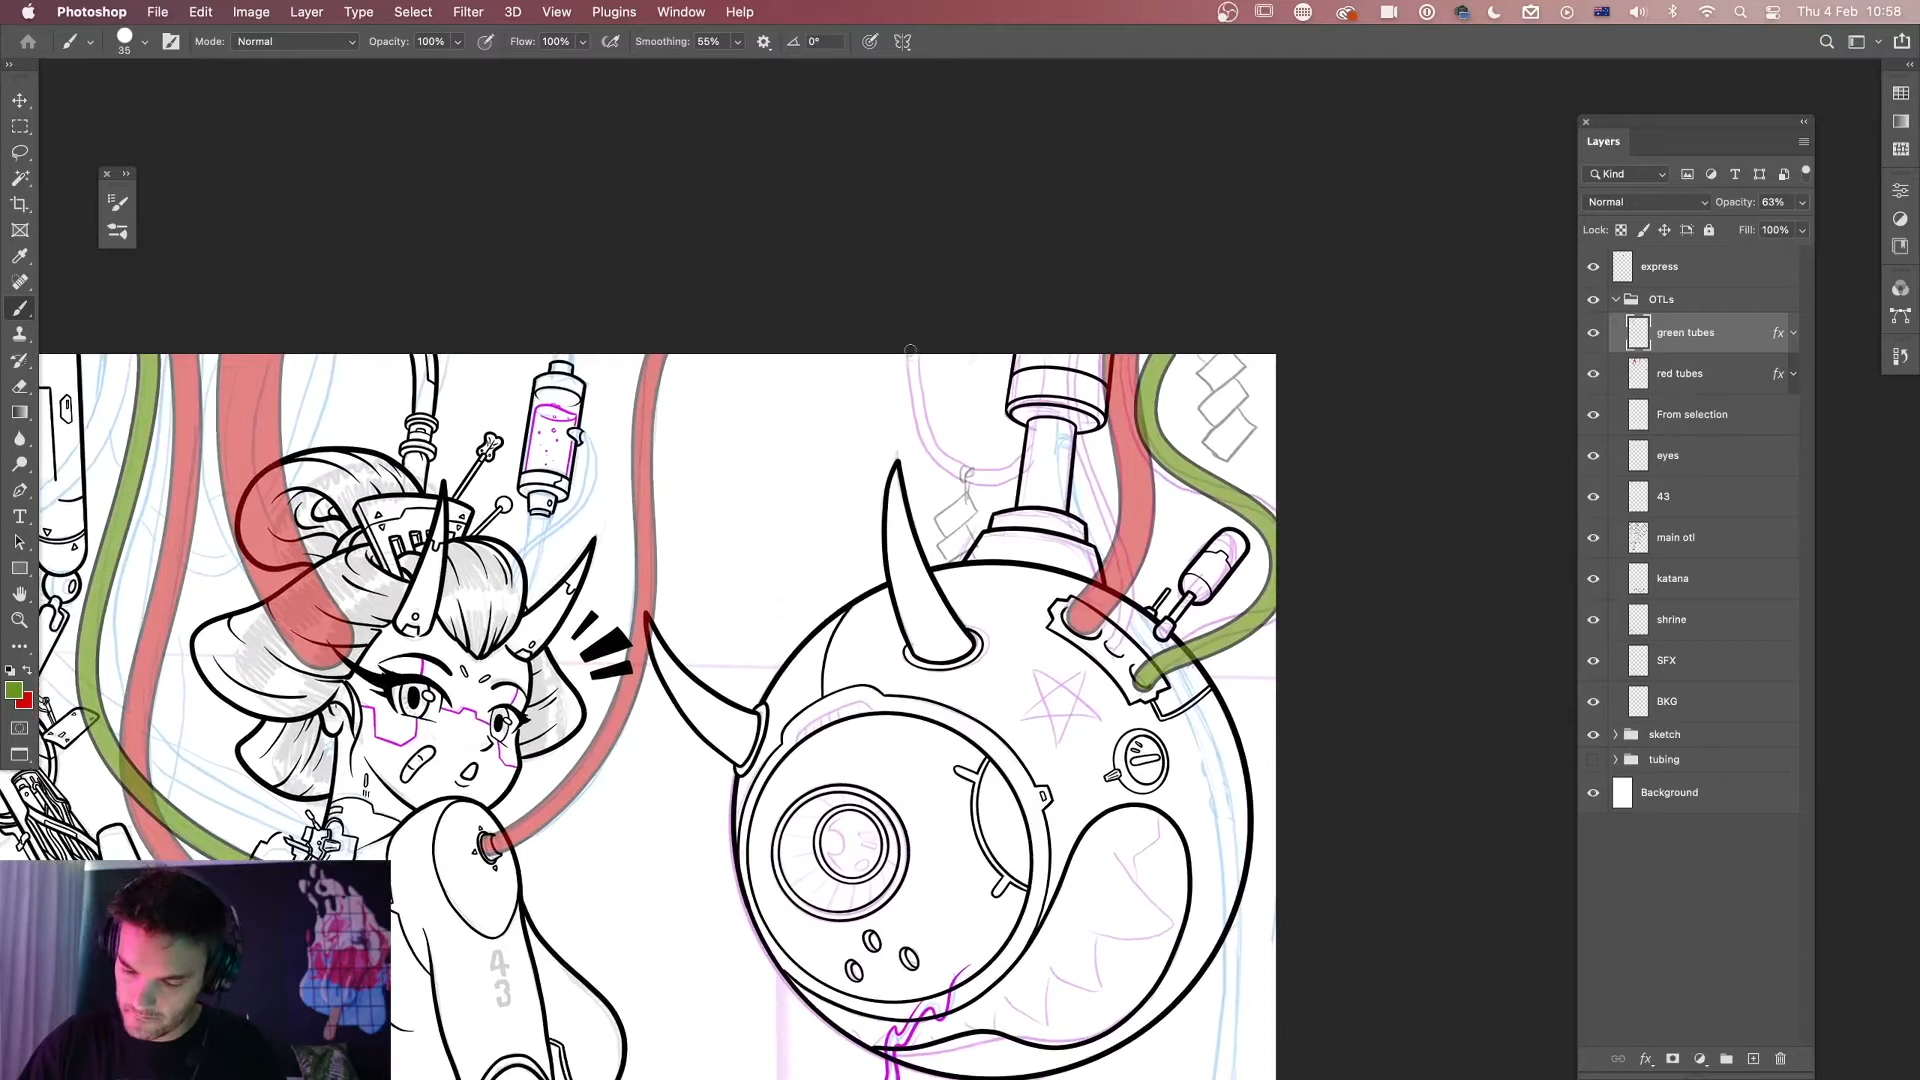 Photoshop File Edit Image Layer Type Select Filter 3D View Plugins Window Help Thu 4 Feb 10:58
35 Mode: Normal Opacity: 100% Flow: 100% Smoothing: 55% 0°
Layers
Kind
Normal Opacity: 63%
Lock: Fill: 100%
express
OTLs
green tubes fx
red tubes fx
From selection
eyes
43
main otl
katana
shrine
SFX
BKG
sketch
tubing
Background
4
3
fx